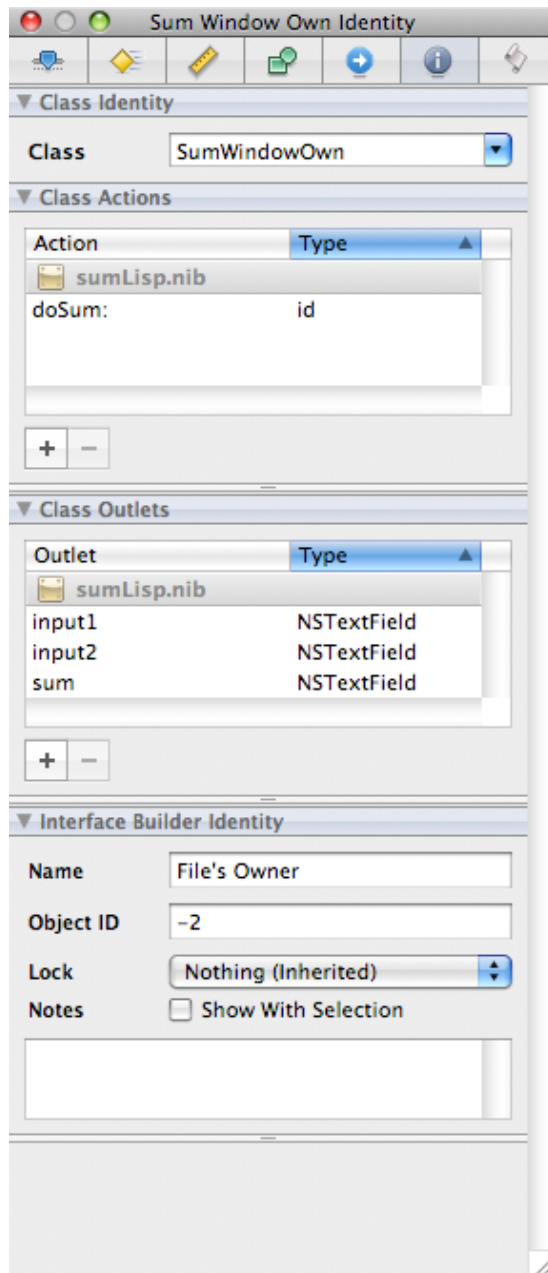 Sum Window Own Identity
Class Identity
Class SumWindowOwn
Class Actions
Action Type
sumLisp.nib
doSum: id
+ −
Class Outlets
Outlet Type
sumLisp.nib
input1 NSTextField
input2 NSTextField
sum NSTextField
+ −
Interface Builder Identity
Name File's Owner
Object ID -2
Lock Nothing (Inherited)
Notes Show With Selection